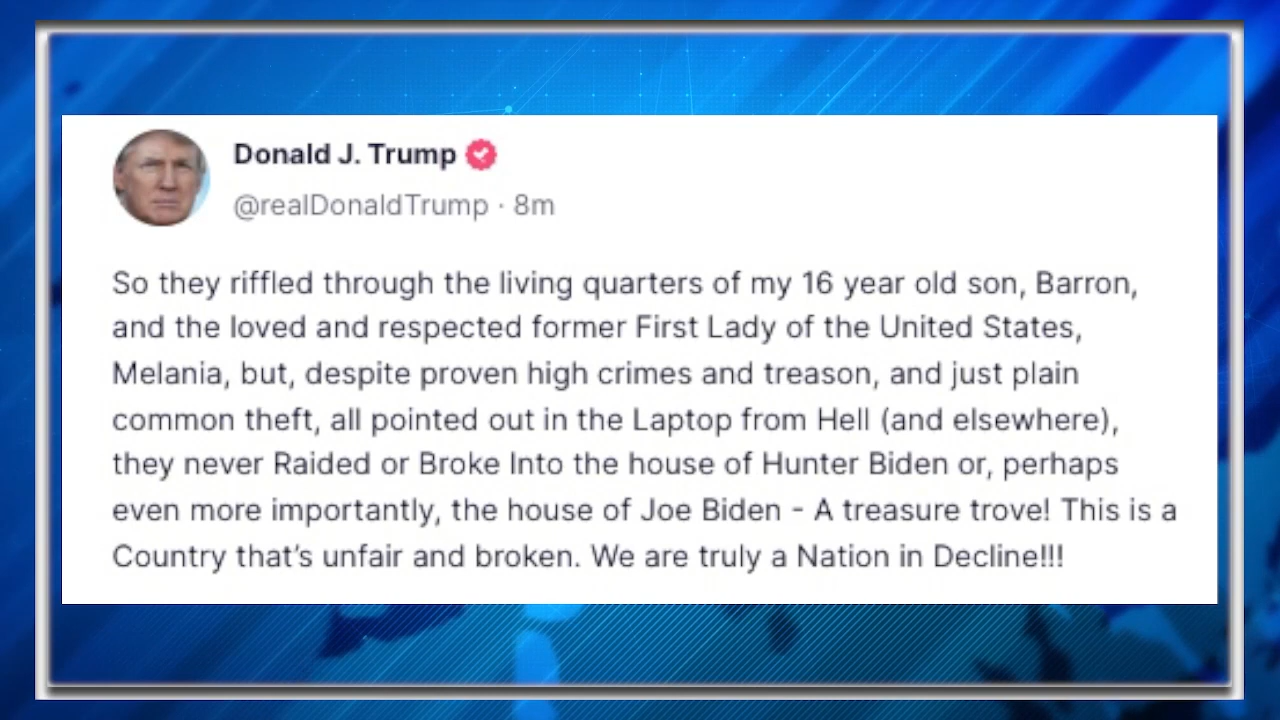 Donald J. Trump
@realDonaldTrump · 8m
So they riffled through the living quarters of my 16 year old son, Barron,
and the loved and respected former First Lady of the United States,
Melania, but, despite proven high crimes and treason, and just plain
common theft, all pointed out in the Laptop from Hell (and elsewhere),
they never Raided or Broke Into the house of Hunter Biden or, perhaps
even more importantly, the house of Joe Biden - A treasure trove! This is a
Country that’s unfair and broken. We are truly a Nation in Decline!!!